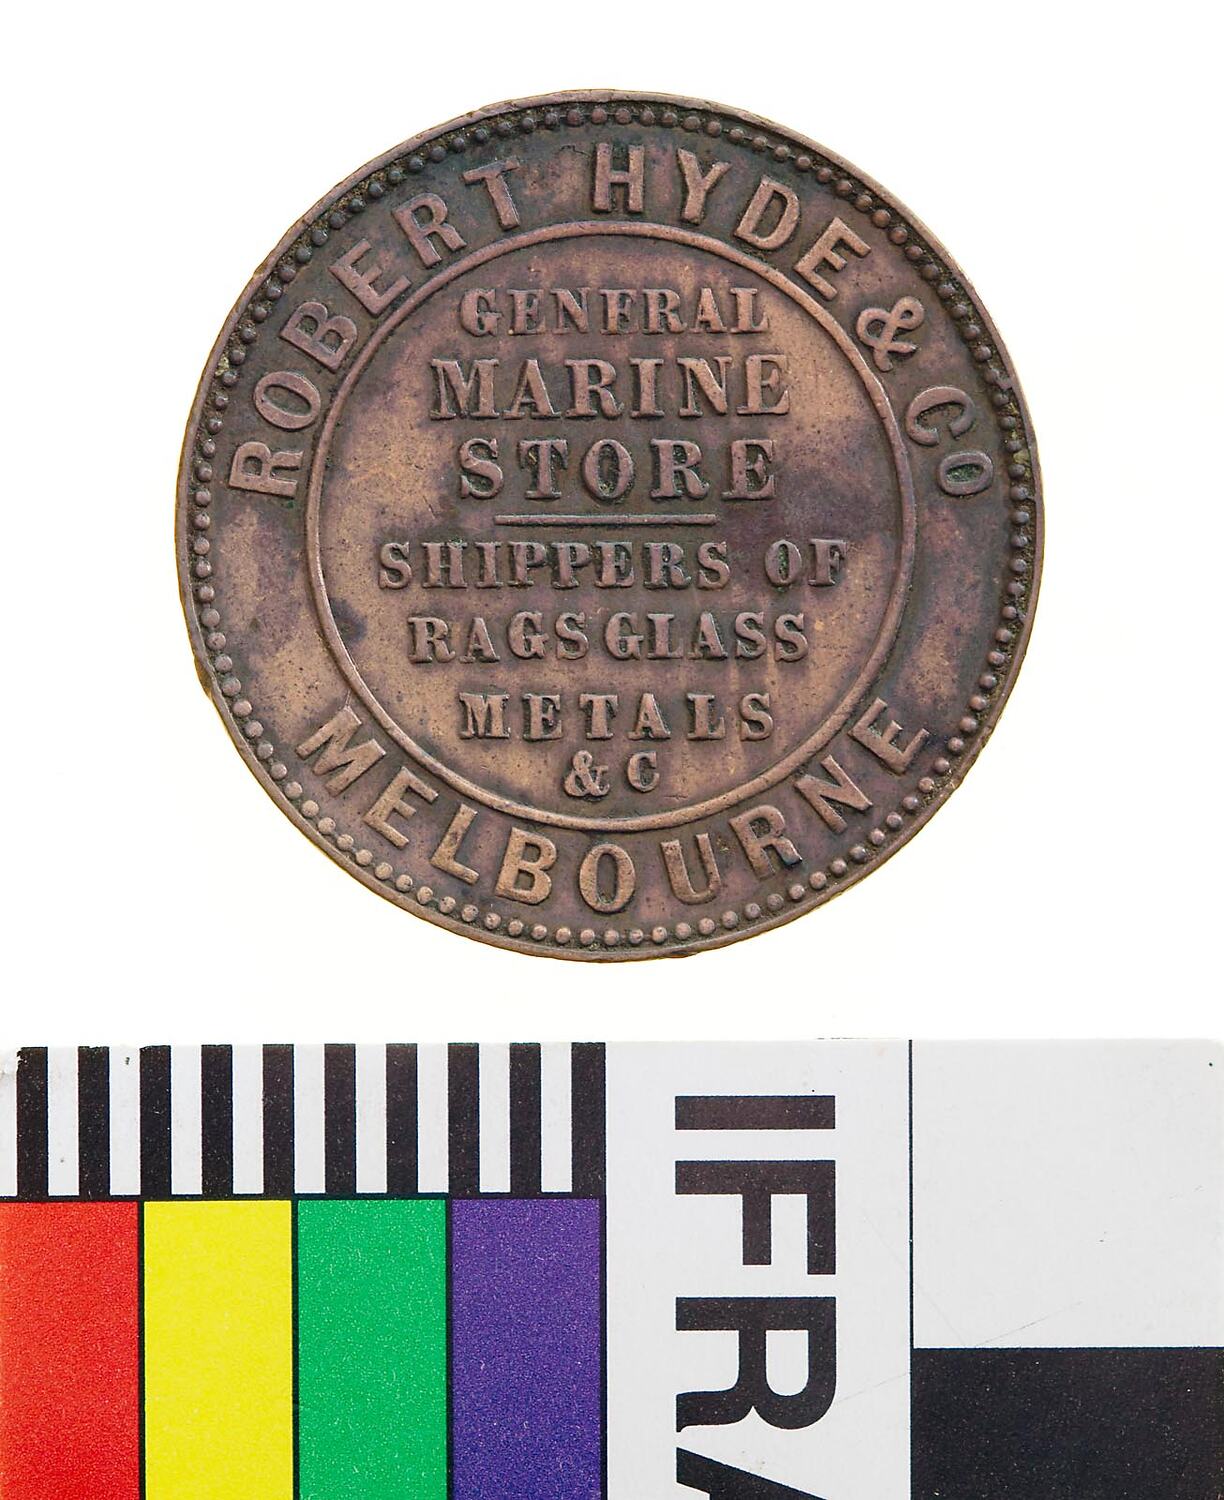 ROBERT HYDE & CO
GENERAL
MARINE
STORE
SHIPPERS OF
RAGS GLASS
METALS
& C
MELBOURNE
IFRA